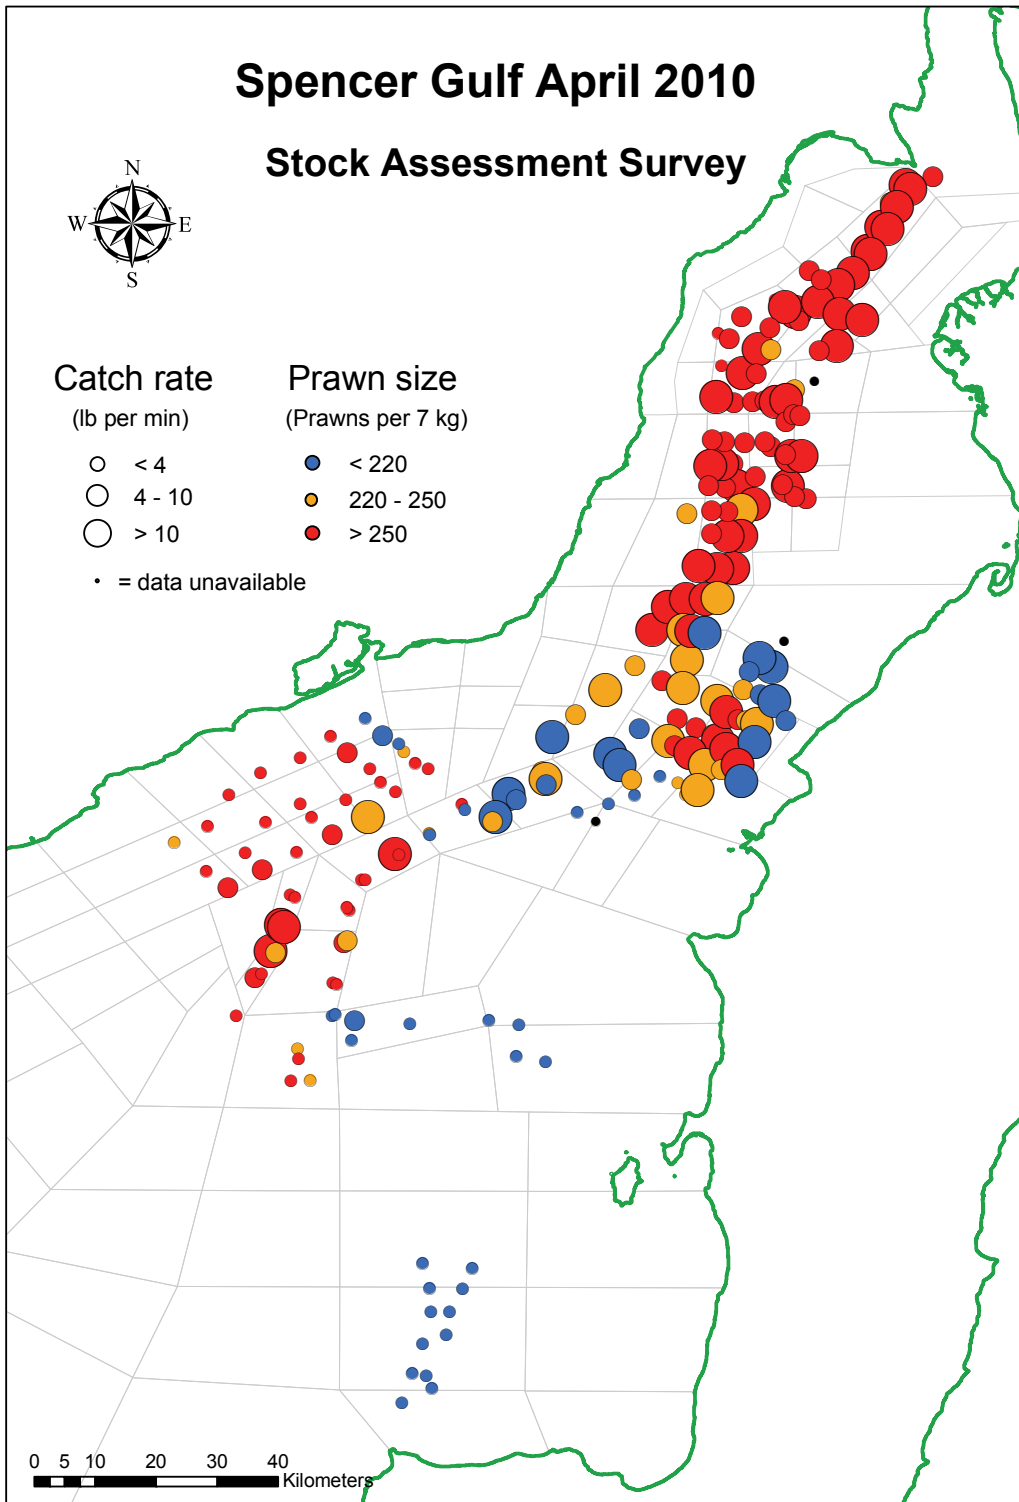 Spencer Gulf April 2010
Stock Assessment Survey
N
W E
S
Catch rate
(lb per min)
< 4
4 - 10
> 10
Prawn size
(Prawns per 7 kg)
< 220
220 - 250
> 250
= data unavailable
0 5 10 20 30 40
Kilometers